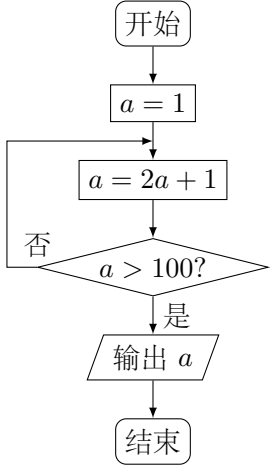 开始
a = 1
a = 2a + 1
否
a > 100?
是
输出 a
结束